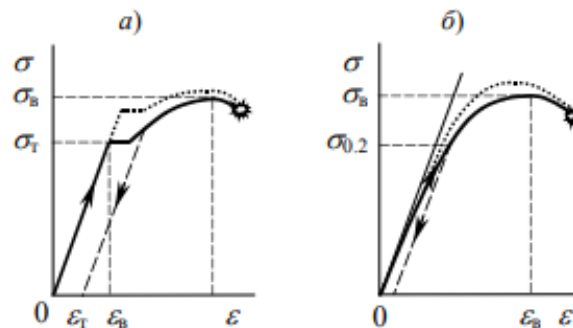 а) б)
σ σ
σв σв
σт σ0.2
0 εт εв ε 0 εв ε